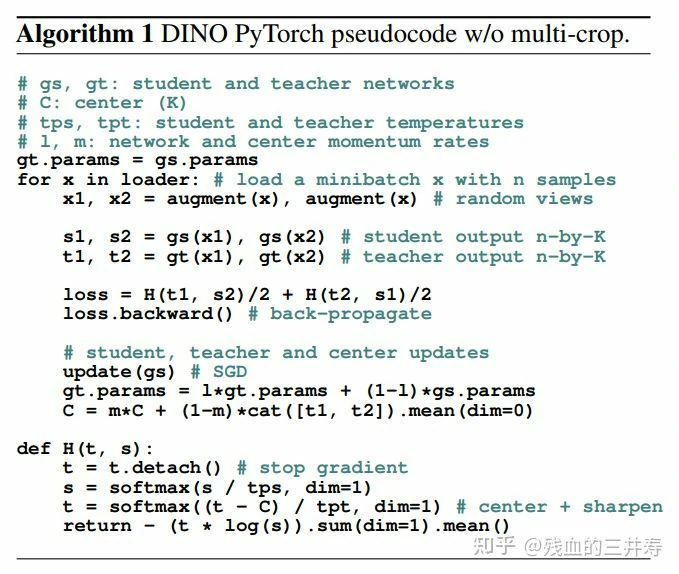 Algorithm 1 DINO PyTorch pseudocode w/o multi-crop.
# gs, gt: student and teacher networks
# C: center (K)
# tps, tpt: student and teacher temperatures
# l, m: network and center momentum rates
gt.params = gs.params
for x in loader: # load a minibatch x with n samples
    x1, x2 = augment(x), augment(x) # random views
    s1, s2 = gs(x1), gs(x2) # student output n-by-K
    t1, t2 = gt(x1), gt(x2) # teacher output n-by-K
    loss = H(t1, s2)/2 + H(t2, s1)/2
    loss.backward() # back-propagate
    # student, teacher and center updates
    update(gs) # SGD
    gt.params = l*gt.params + (1-l)*gs.params
    C = m*C + (1-m)*cat([t1, t2]).mean(dim=0)
def H(t, s):
    t = t.detach() # stop gradient
    s = softmax(s / tps, dim=1)
    t = softmax((t - C) / tpt, dim=1) # center + sharpen
    return - (t * log(s)).sum(dim=1).mean()
知乎 @残血的三井寿